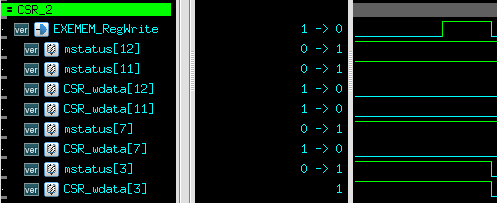 = CSR_2
ver EXEMEM_RegWrite 1 -> 0
ver mstatus[12] 0 -> 1
ver mstatus[11] 0 -> 1
ver CSR_wdata[12] 1 -> 0
ver CSR_wdata[11] 1 -> 0
ver mstatus[7] 0 -> 1
ver CSR_wdata[7] 1 -> 0
ver mstatus[3] 0 -> 1
ver CSR_wdata[3] 1